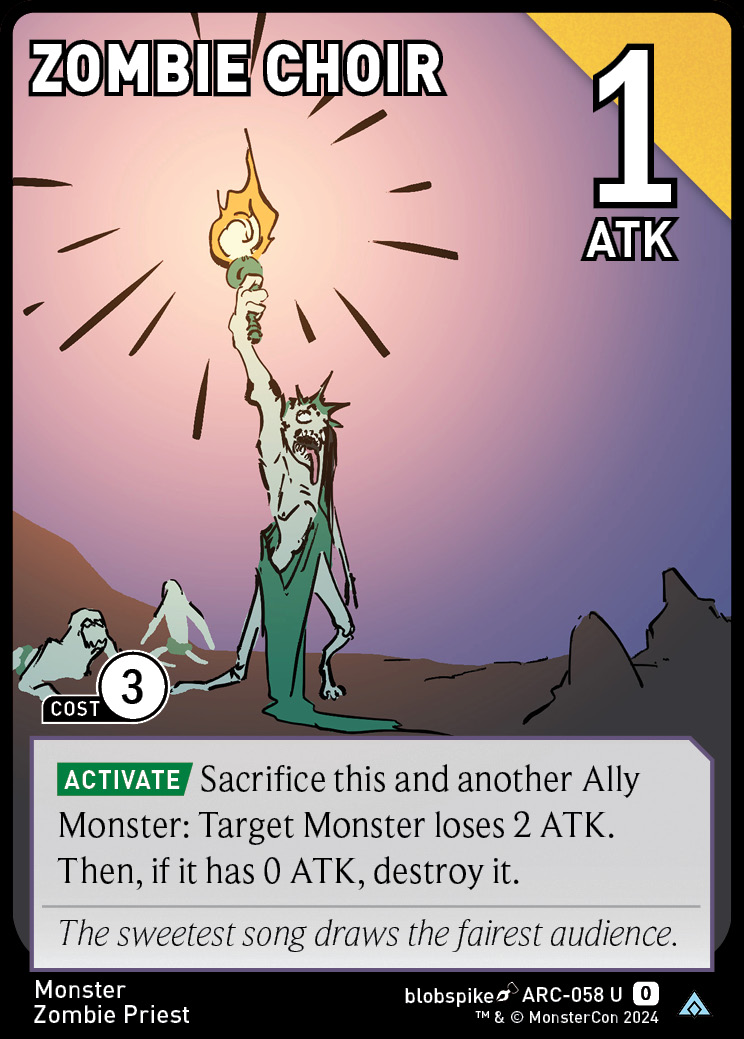 ZOMBIE CHOIR
1
ATK
COST 3
ACTIVATE Sacrifice this and another Ally
Monster: Target Monster loses 2 ATK.
Then, if it has 0 ATK, destroy it.
The sweetest song draws the fairest audience.
Monster
Zombie Priest
blobspike ARC-058 U 0
™ & © MonsterCon 2024